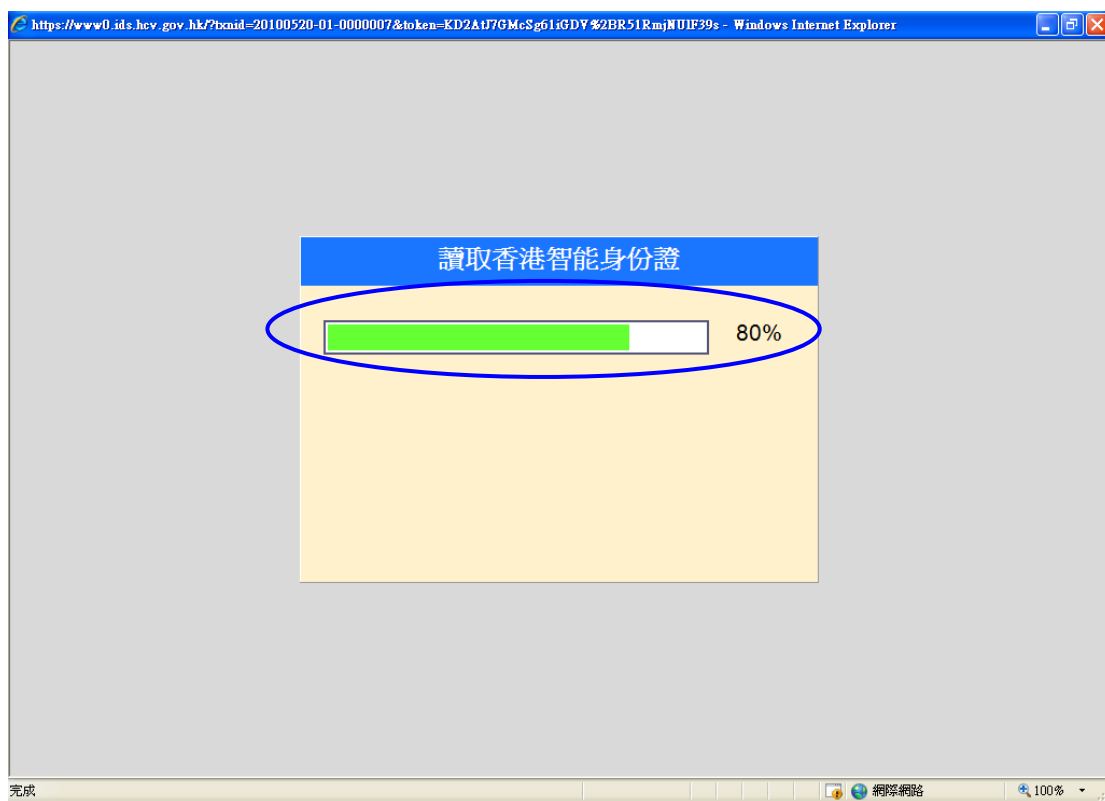 https://www0.ids.hcv.gov.hk/?txnid=20100520-01-0000007&token=KD2AtJ7GMcSg61iGDV%2BR51RmjNUlF39s - Windows Internet Explorer
讀取香港智能身份證
80%
完成
網際網路
100%